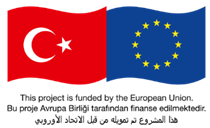 This project is funded by the European Union.
Bu proje Avrupa Birliği tarafından finanse edilmektedir.
هذا المشروع تم تمويله من قبل الاتحاد الأوروبي